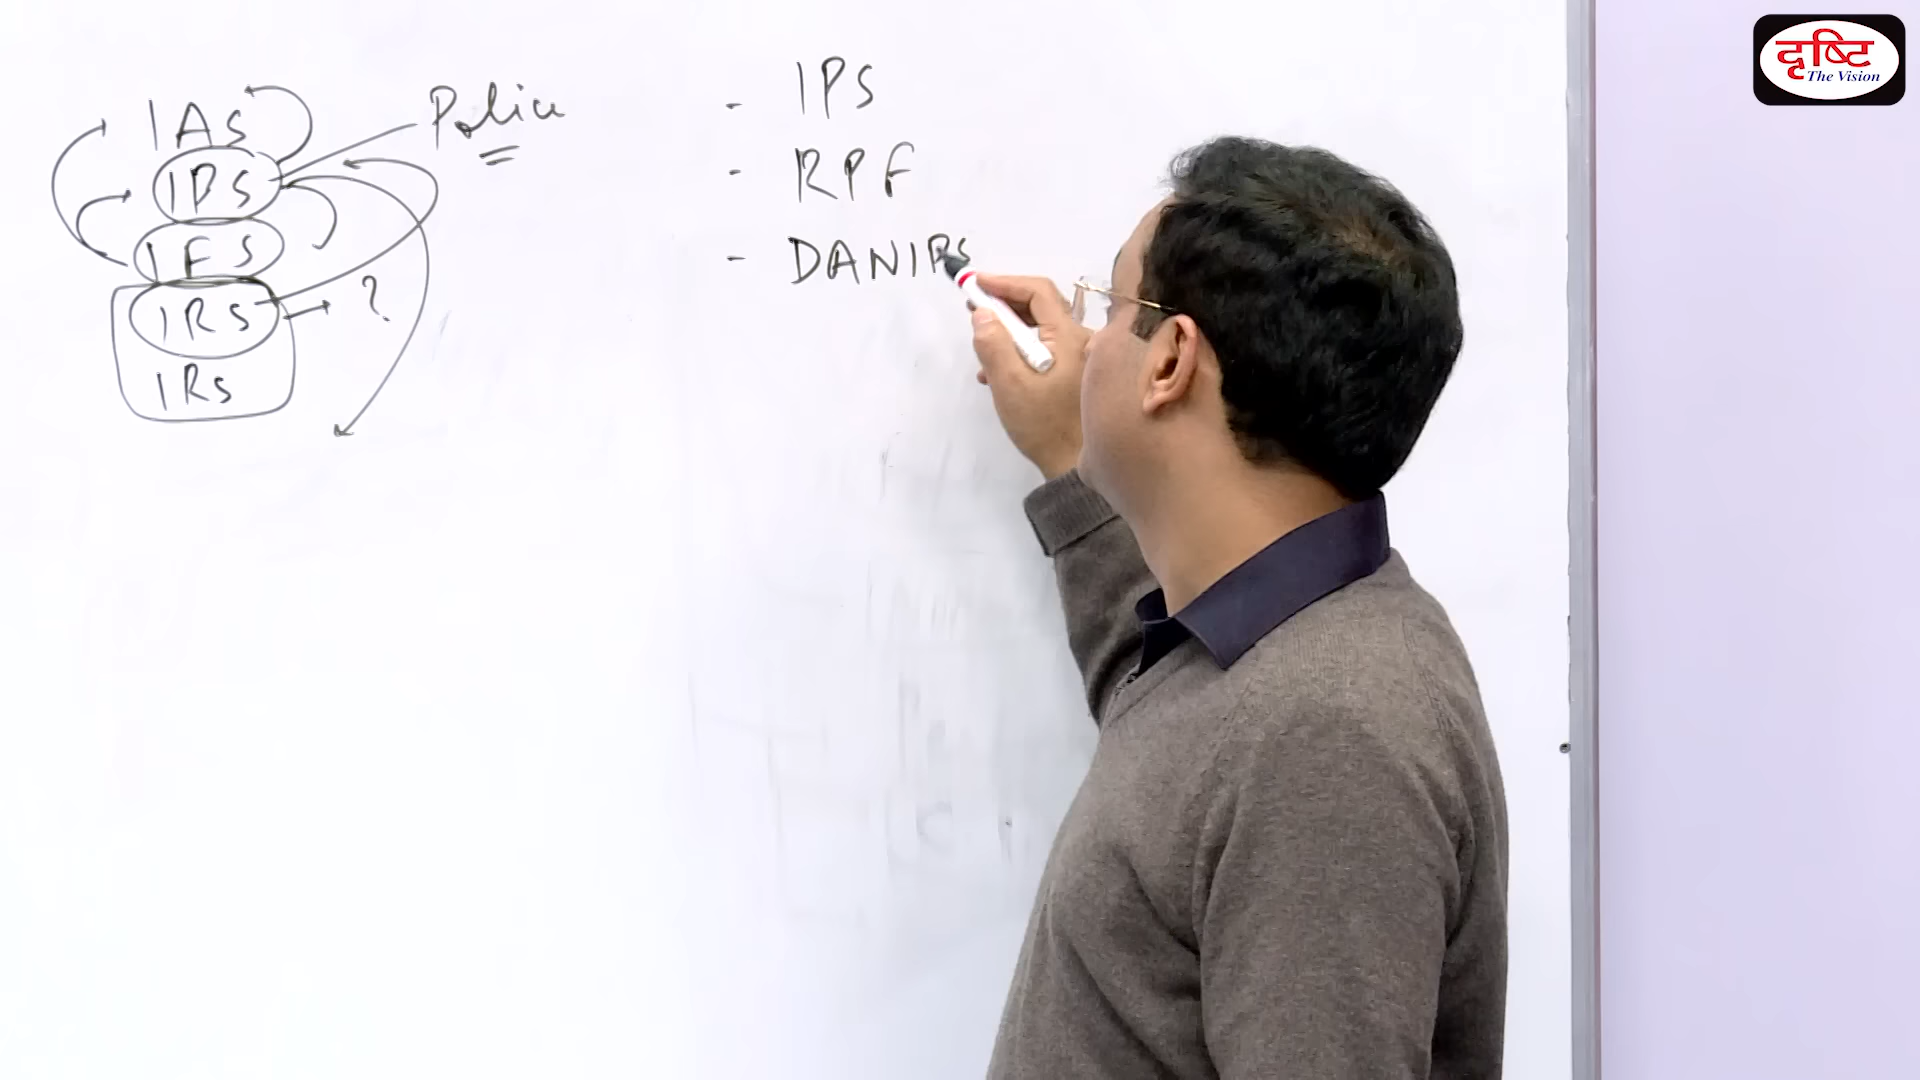 IAS
Police
IPS
IFS
IRS ?
IRS
- IPS
- RPF
- DANIPS
दृष्टि
The Vision